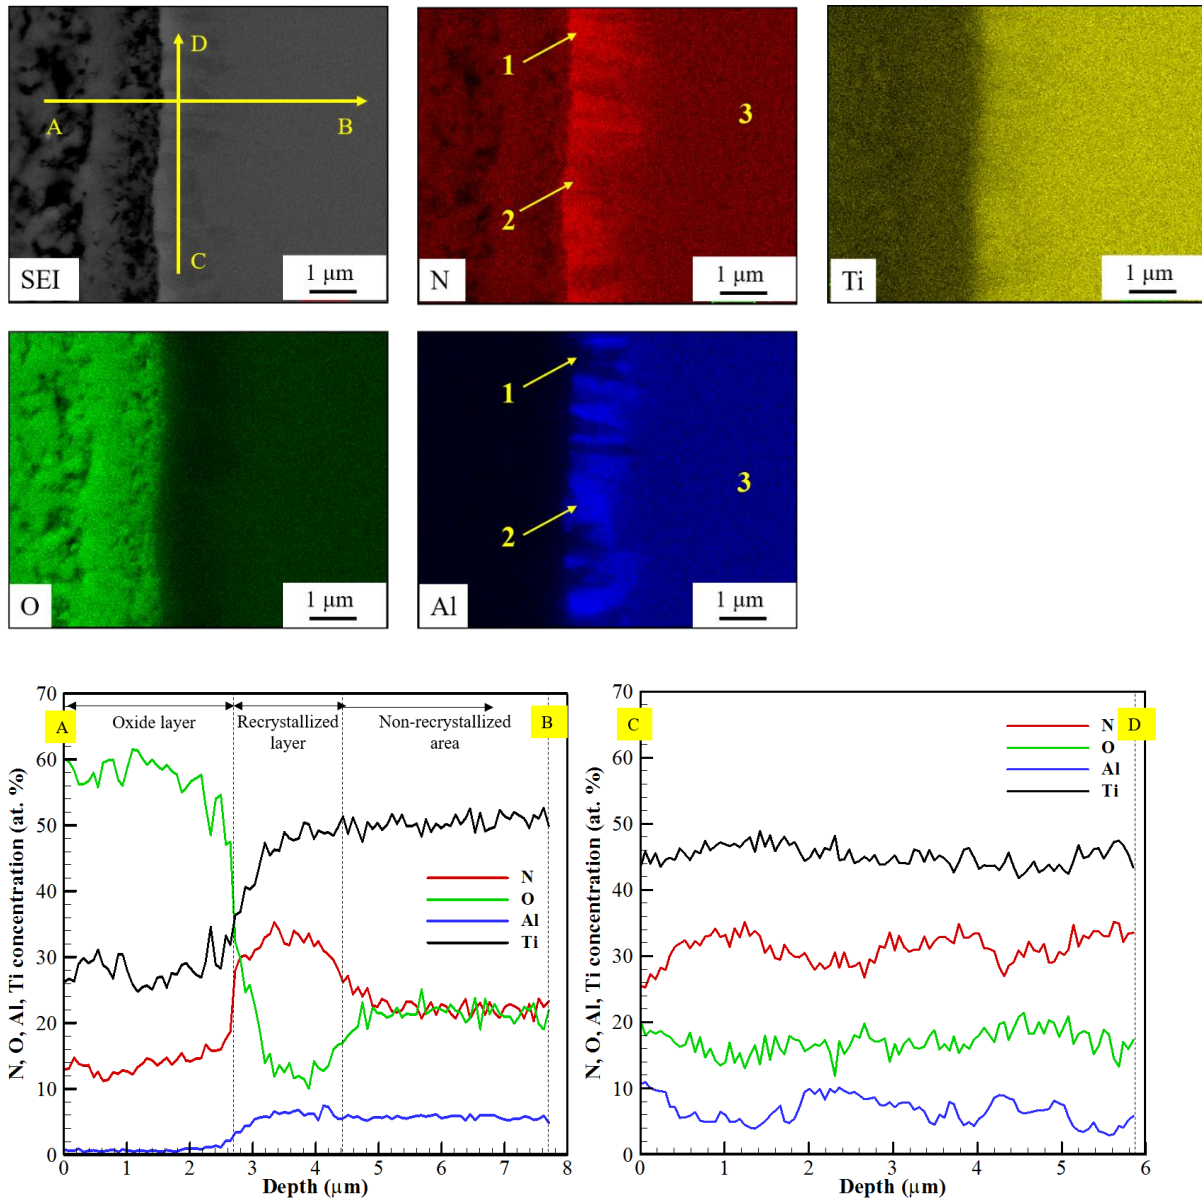 D
A
B
C
SEI
1 μm
1
2
3
N
1 μm
Ti
1 μm
O
1 μm
1
2
3
Al
1 μm
N, O, Al, Ti concentration (at. %)
70
60
50
40
30
20
10
0
A
B
Oxide layer
Recrystallized
layer
Non-recrystallized
area
N
O
Al
Ti
0 1 2 3 4 5 6 7 8
Depth (μm)
N, O, Al, Ti concentration (at. %)
70
60
50
40
30
20
10
0
C
D
N
O
Al
Ti
0 1 2 3 4 5 6
Depth (μm)